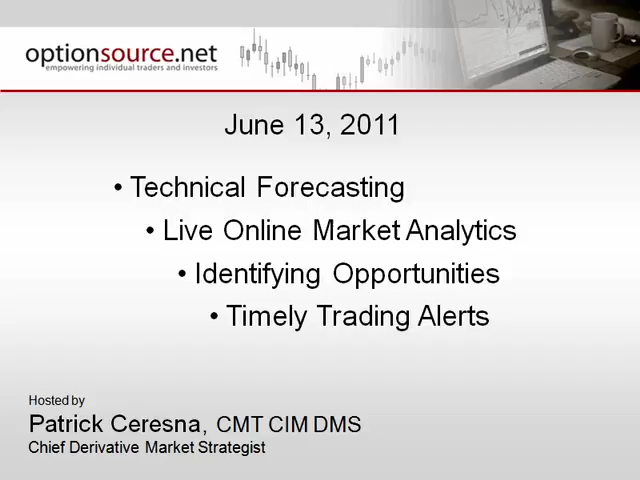 optionsource.net
empowering individual traders and investors
June 13, 2011
• Technical Forecasting
• Live Online Market Analytics
• Identifying Opportunities
• Timely Trading Alerts
Hosted by
Patrick Ceresna, CMT CIM DMS
Chief Derivative Market Strategist